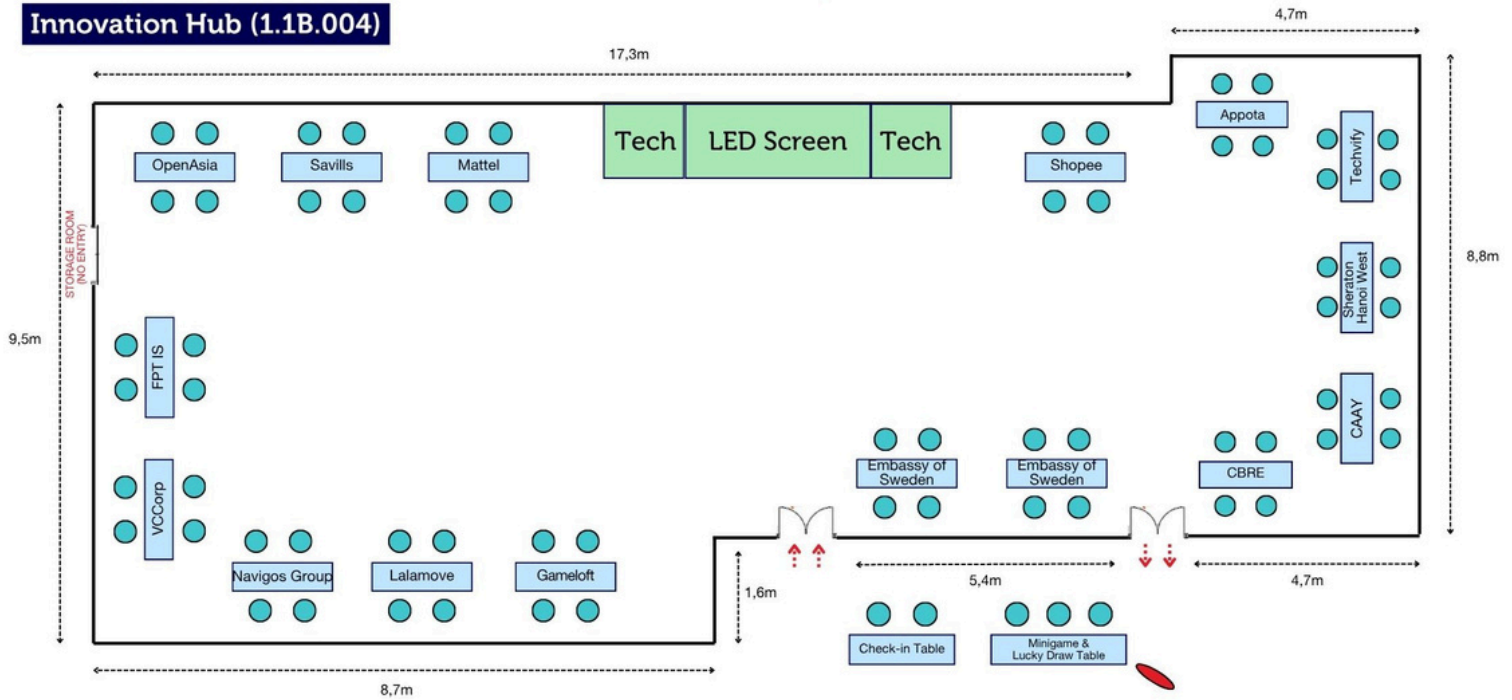 Innovation Hub (1.1B.004)
4,7m
17,3m
Appota
Tech
LED Screen
Tech
OpenAsia
Savills
Mattel
Shopee
Techvify
STORAGE ROOM
(NO ENTRY)
8,8m
Sheraton
Hanoi West
9,5m
FPT IS
CAAY
Embassy of
Sweden
Embassy of
Sweden
CBRE
VCCorp
Navigos Group
Lalamove
Gameloft
1,6m
5,4m
4,7m
Check-in Table
Minigame &
Lucky Draw Table
8,7m